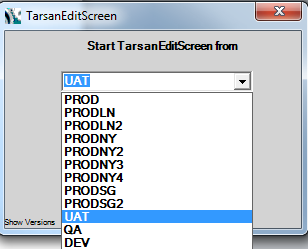 TarsanEditScreen
Start TarsanEditScreen from
UAT
PROD
PRODLN
PRODLN2
PRODNY
PRODNY2
PRODNY3
PRODNY4
PRODSG
PRODSG2
UAT
QA
DEV
Show Versions